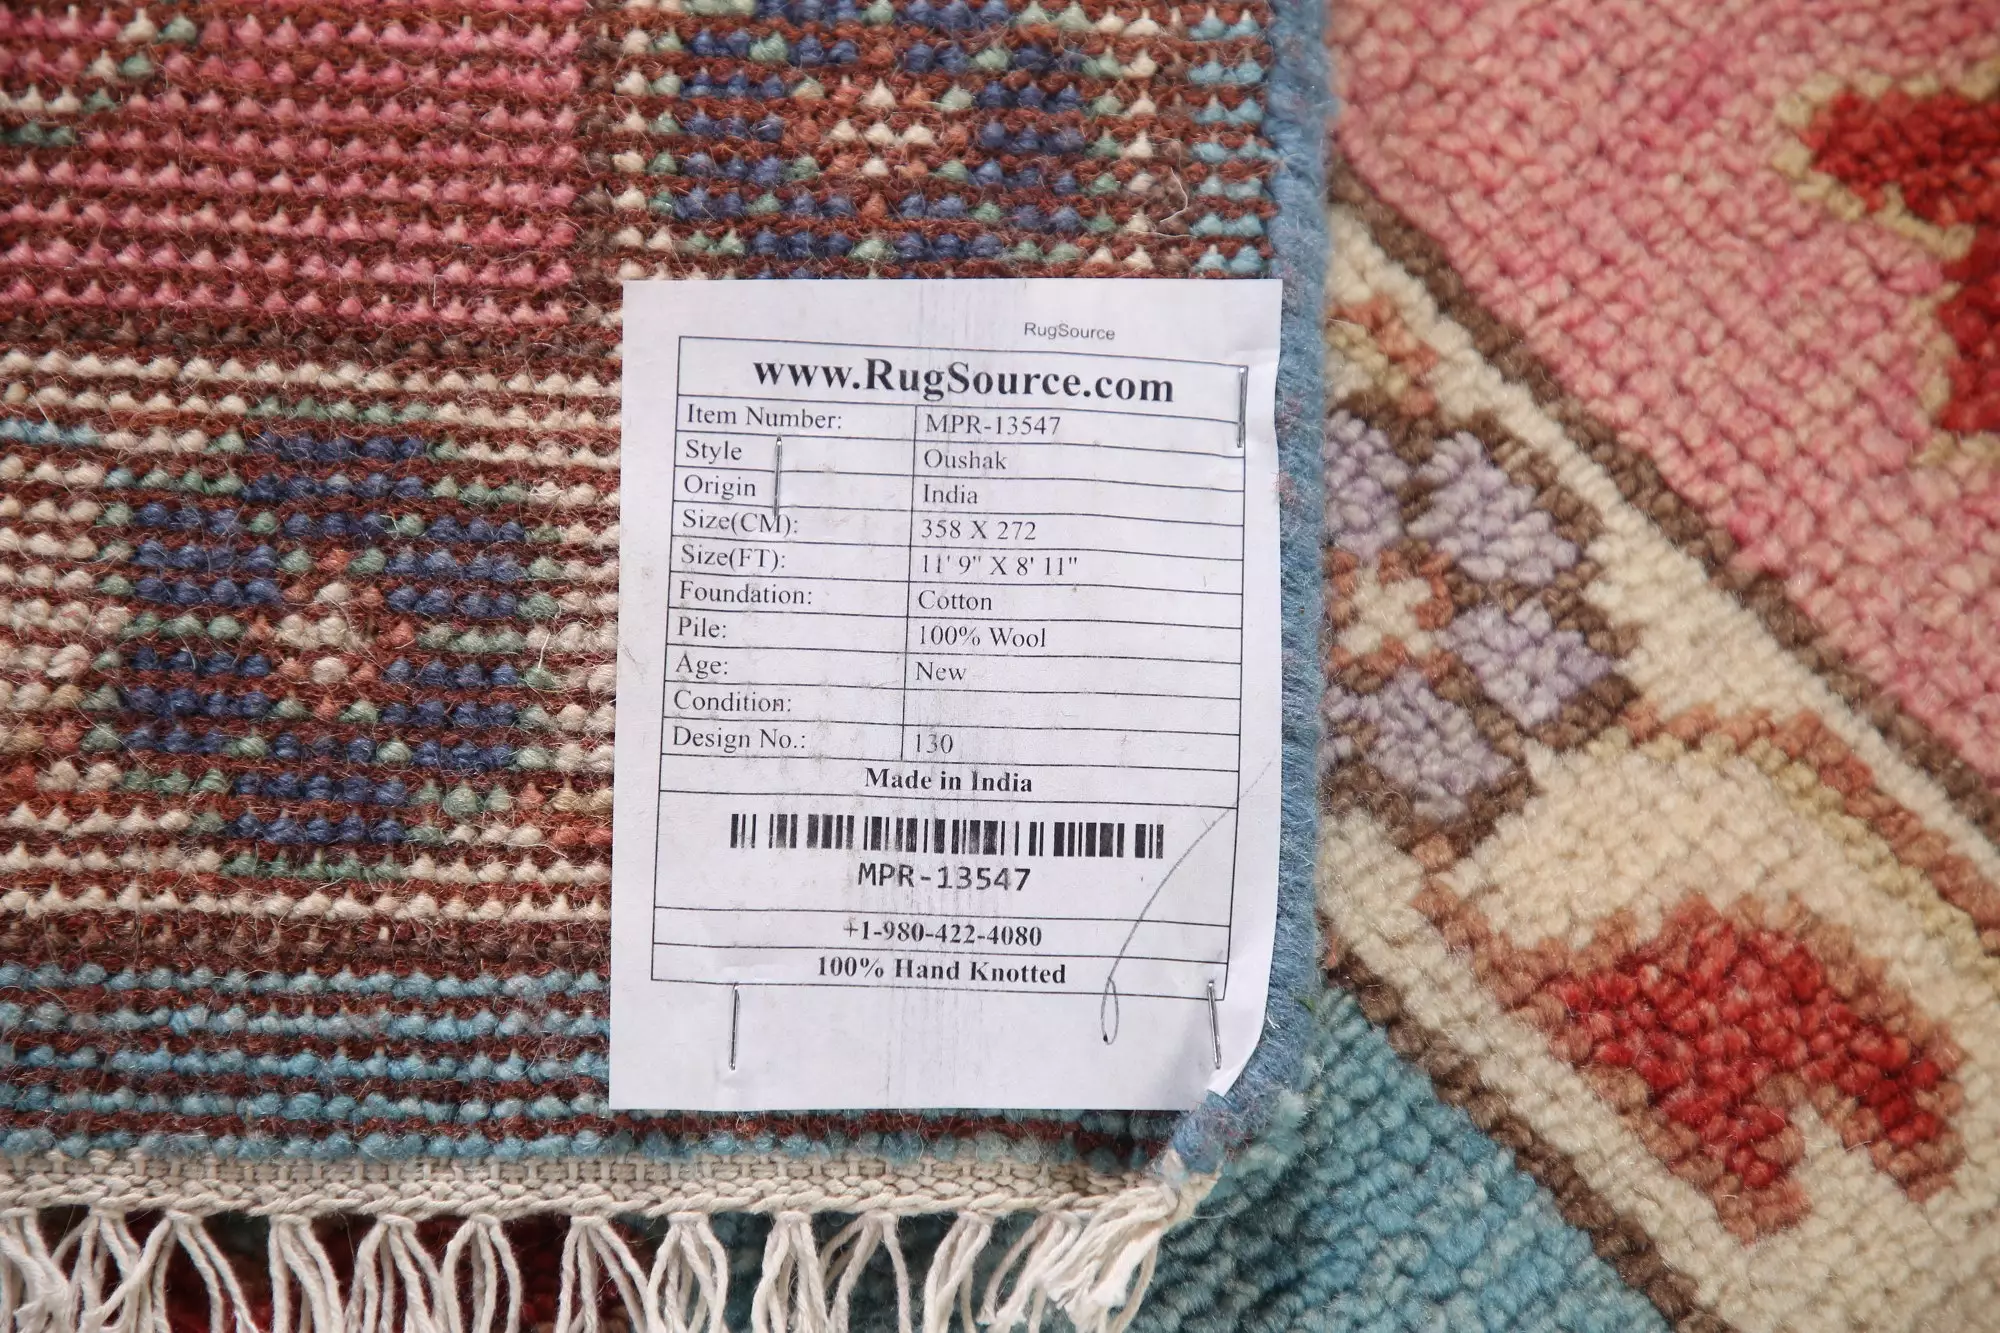 RugSource
www.RugSource.com
Item Number: MPR-13547
Style Oushak
Origin India
Size(CM): 358 X 272
Size(FT): 11' 9" X 8' 11"
Foundation: Cotton
Pile: 100% Wool
Age: New
Condition:
Design No.: 130
Made in India
MPR-13547
+1-980-422-4080
100% Hand Knotted